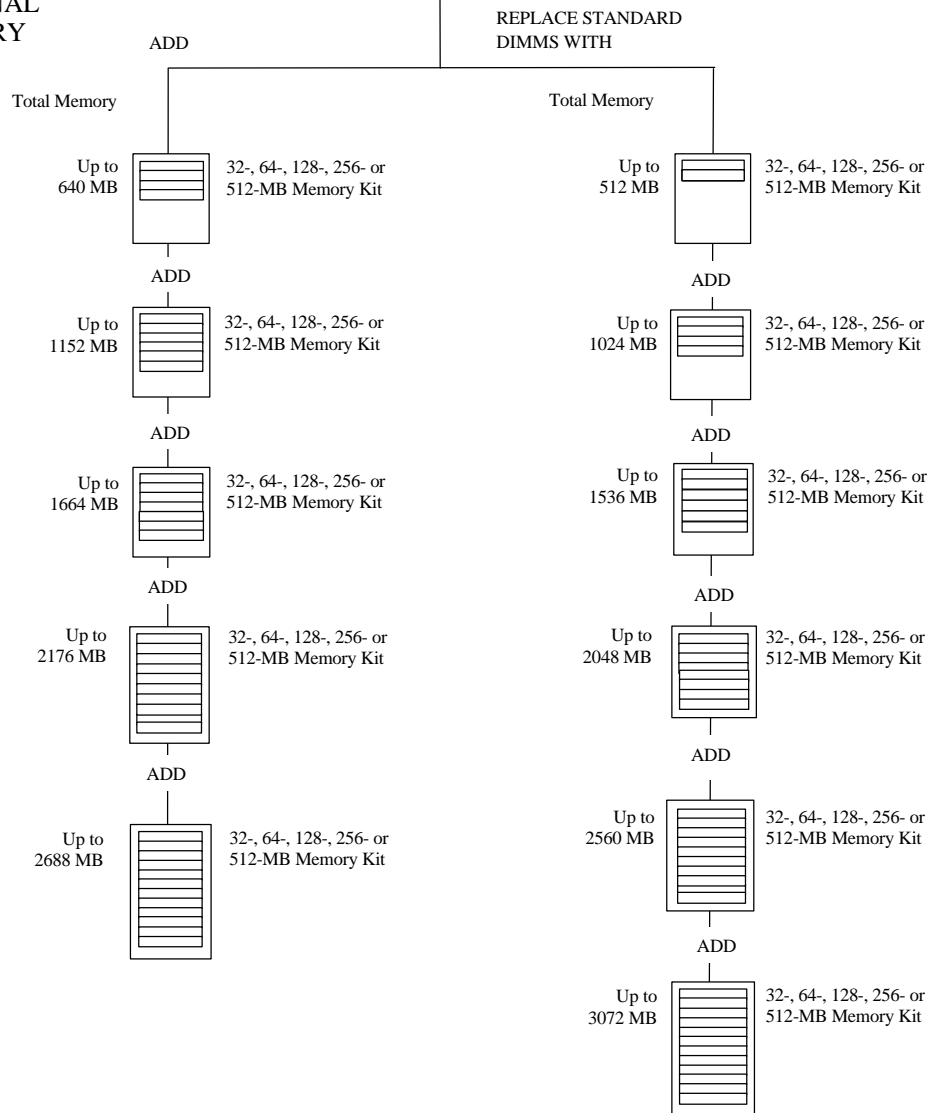 NAL
RY
ADD
REPLACE STANDARD
DIMMS WITH
Total Memory
Up to
640 MB
32-, 64-, 128-, 256- or
512-MB Memory Kit
ADD
Up to
1152 MB
32-, 64-, 128-, 256- or
512-MB Memory Kit
ADD
Up to
1664 MB
32-, 64-, 128-, 256- or
512-MB Memory Kit
ADD
Up to
2176 MB
32-, 64-, 128-, 256- or
512-MB Memory Kit
ADD
Up to
2688 MB
32-, 64-, 128-, 256- or
512-MB Memory Kit
Total Memory
Up to
512 MB
32-, 64-, 128-, 256- or
512-MB Memory Kit
ADD
Up to
1024 MB
32-, 64-, 128-, 256- or
512-MB Memory Kit
ADD
Up to
1536 MB
32-, 64-, 128-, 256- or
512-MB Memory Kit
ADD
Up to
2048 MB
32-, 64-, 128-, 256- or
512-MB Memory Kit
ADD
Up to
2560 MB
32-, 64-, 128-, 256- or
512-MB Memory Kit
ADD
Up to
3072 MB
32-, 64-, 128-, 256- or
512-MB Memory Kit